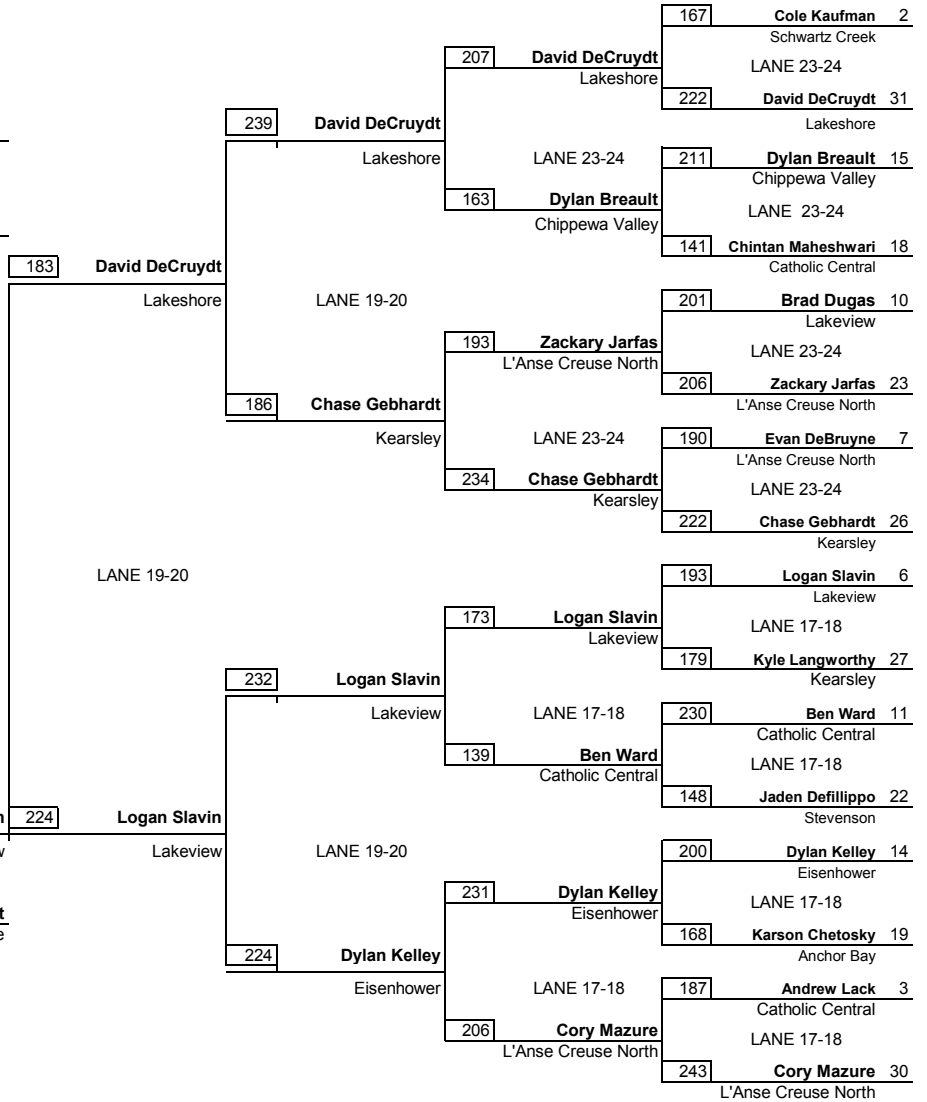 167 Cole Kaufman 2
Schwartz Creek
207 David DeCruydt
LANE 23-24
Lakeshore
222 David DeCruydt 31
239 David DeCruydt
Lakeshore
Lakeshore
LANE 23-24
211 Dylan Breault 15
Chippewa Valley
163 Dylan Breault
LANE 23-24
Chippewa Valley
141 Chintan Maheshwari 18
183 David DeCruydt
Catholic Central
Lakeshore
LANE 19-20
201 Brad Dugas 10
Lakeview
193 Zackary Jarfas
LANE 23-24
L'Anse Creuse North
206 Zackary Jarfas 23
186 Chase Gebhardt
L'Anse Creuse North
Kearsley
LANE 23-24
190 Evan DeBruyne 7
L'Anse Creuse North
234 Chase Gebhardt
LANE 23-24
Kearsley
222 Chase Gebhardt 26
Kearsley
LANE 19-20
193 Logan Slavin 6
Lakeview
173 Logan Slavin
LANE 17-18
Lakeview
179 Kyle Langworthy 27
232 Logan Slavin
Kearsley
Lakeview
LANE 17-18
230 Ben Ward 11
Catholic Central
139 Ben Ward
LANE 17-18
Catholic Central
148 Jaden Defillippo 22
n 224 Logan Slavin
Stevenson
w Lakeview
LANE 19-20
200 Dylan Kelley 14
Eisenhower
231 Dylan Kelley
LANE 17-18
t
Eisenhower
e
168 Karson Chetosky 19
224 Dylan Kelley
Anchor Bay
Eisenhower
LANE 17-18
187 Andrew Lack 3
Catholic Central
206 Cory Mazure
LANE 17-18
L'Anse Creuse North
243 Cory Mazure 30
L'Anse Creuse North